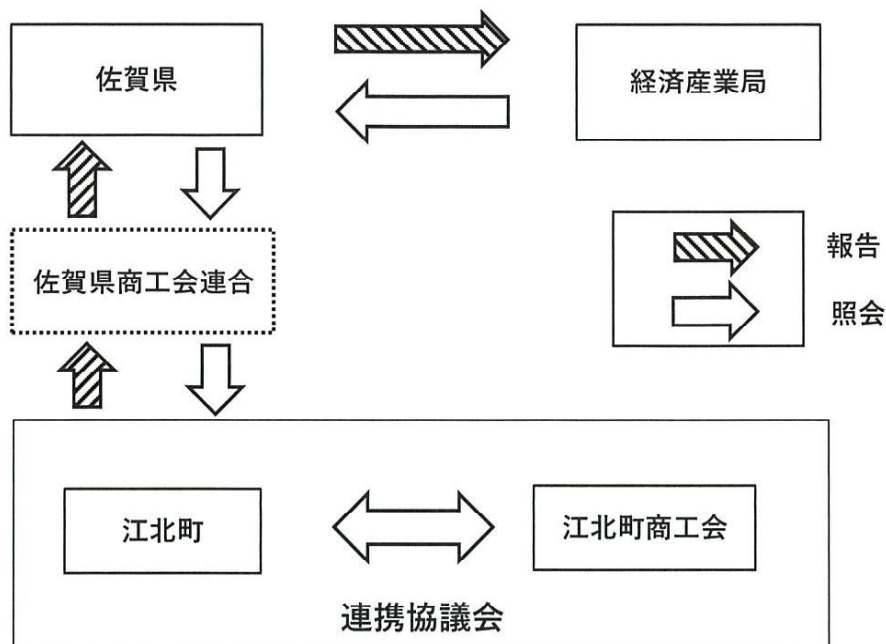 佐賀県
経済産業局
佐賀県商工会連合
報告
照会
江北町
江北町商工会
連携協議会